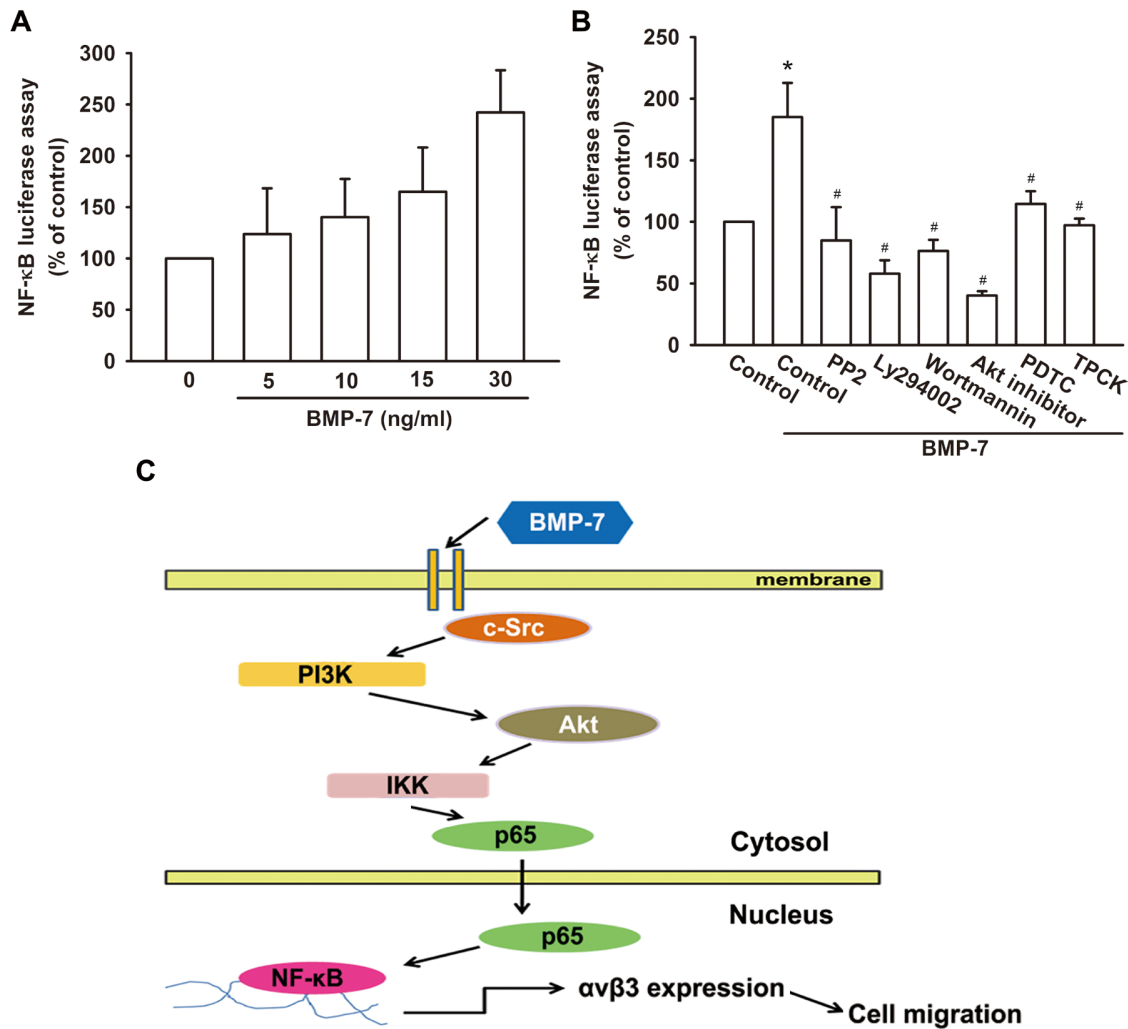 A
NF-κB luciferase assay
(% of control)
300
250
200
150
100
50
0
0 5 10 15 30
BMP-7 (ng/ml)
B
NF-κB luciferase assay
(% of control)
250
200
150
100
50
0
*
#
#
#
#
#
#
Control
Control
PP2
Ly294002
Wortmannin
Akt inhibitor
PDTC
TPCK
BMP-7
C
BMP-7
membrane
c-Src
PI3K
Akt
IKK
p65
Cytosol
Nucleus
p65
NF-κB
αvβ3 expression
Cell migration